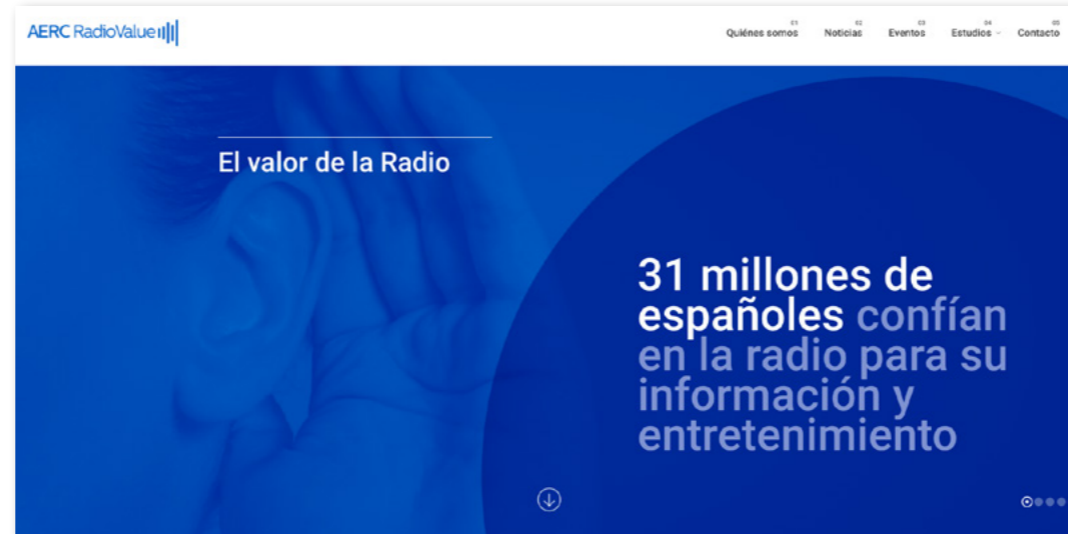 AERC RadioValue
01 02 03 04 05
Quiénes somos Noticias Eventos Estudios Contacto
El valor de la Radio
31 millones de
españoles confían
en la radio para su
información y
entretenimiento